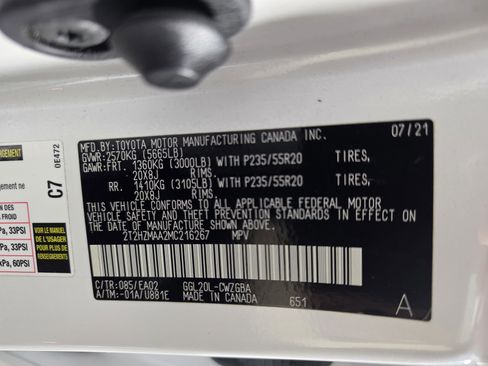 MFD.BY:TOYOTA MOTOR MANUFACTURING CANADA INC. 07/21
GVWR:2570KG (5665LB)
GAWR:FRT. 1360KG (3000LB) WITH P235/55R20 TIRES,
20X8J RIMS
RR. 1410KG (3105LB) WITH P235/55R20 TIRES,
20X8J RIMS
THIS VEHICLE CONFORMS TO ALL APPLICABLE FEDERAL MOTOR
VEHICLE SAFETY AND THEFT PREVENTION STANDARDS IN EFFECT ON
THE DATE OF MANUFACTURE SHOWN ABOVE.
2T2HZMAA2MC216267 MPV
C/TR:085/EA02 GGL20L-CWZGBA
A/TM:-01A/U881E MADE IN CANADA 651 A
C7
0E472
FROID
, 33PSI
kPa, 33PSI
kPa, 60PSI
VOIR LE MANUEL
DE L'USAGER
POUR PLUS DE
RENSEIGNEMENTS